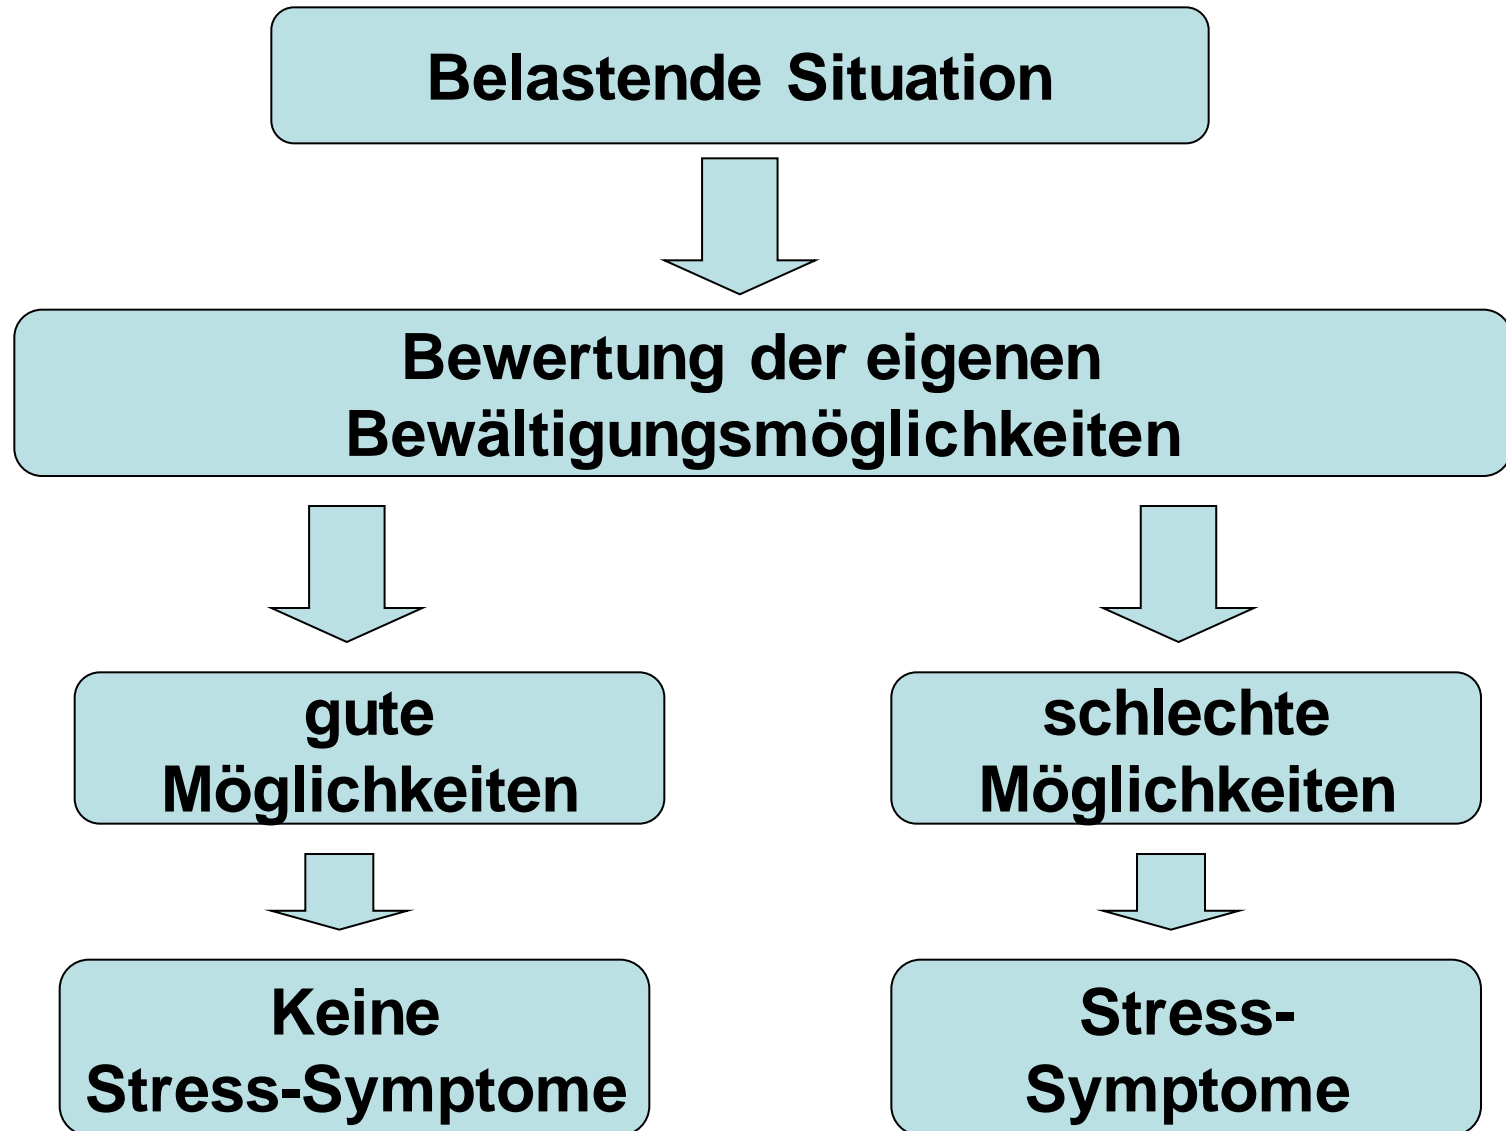 Belastende Situation
Bewertung der eigenen
Bewältigungsmöglichkeiten
gute
Möglichkeiten
schlechte
Möglichkeiten
Keine
Stress-Symptome
Stress-
Symptome